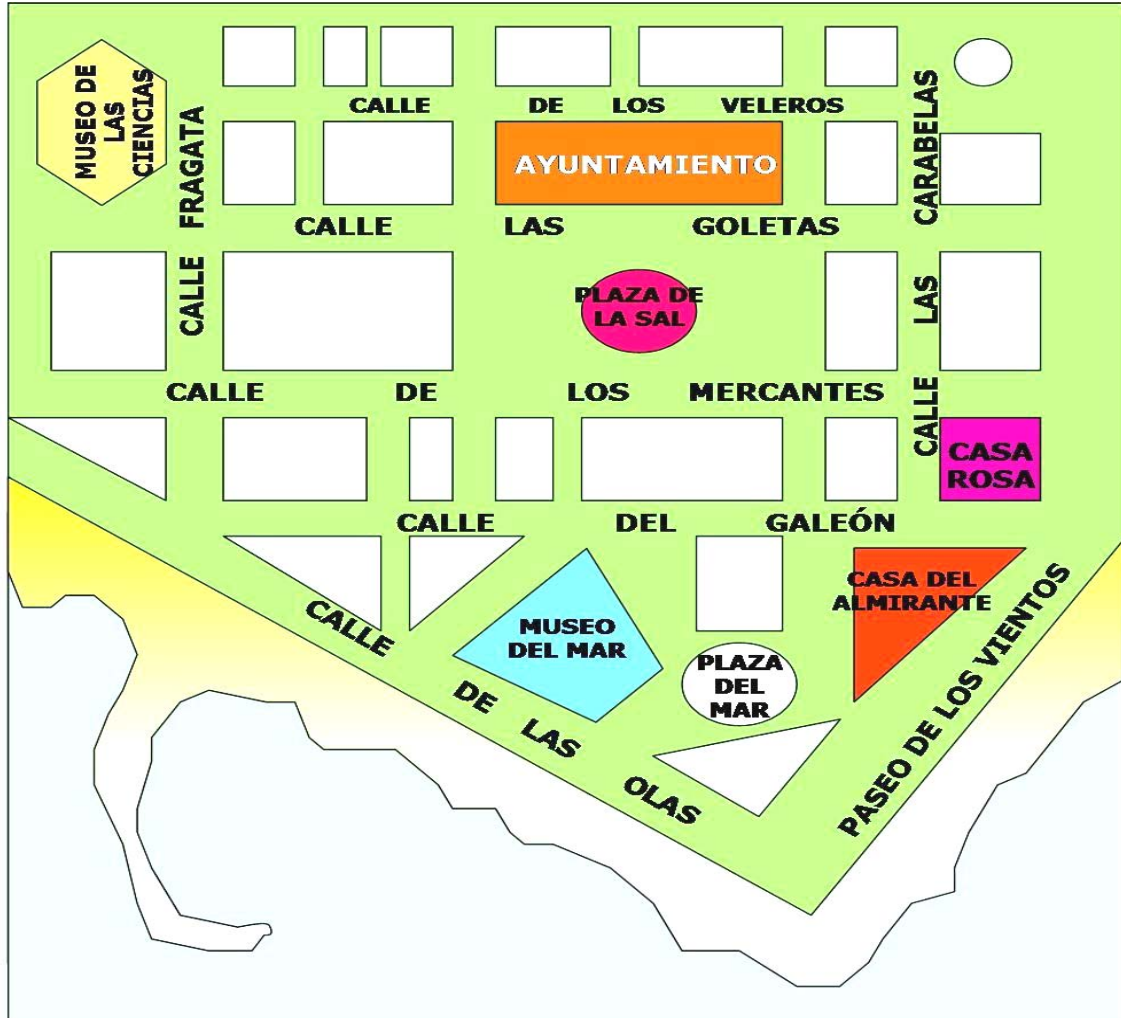 MUSEO DE
LAS
CIENCIAS
CALLE DE LOS VELEROS
CALLE FRAGATA
AYUNTAMIENTO
CALLE LAS CARABELAS
CALLE LAS GOLETAS
PLAZA DE
LA SAL
CALLE DE LOS MERCANTES
CASA
ROSA
CALLE DEL GALEÓN
CASA DEL
ALMIRANTE
MUSEO
DEL MAR
PLAZA
DEL
MAR
CALLE DE LAS OLAS
PASEO DE LOS VIENTOS